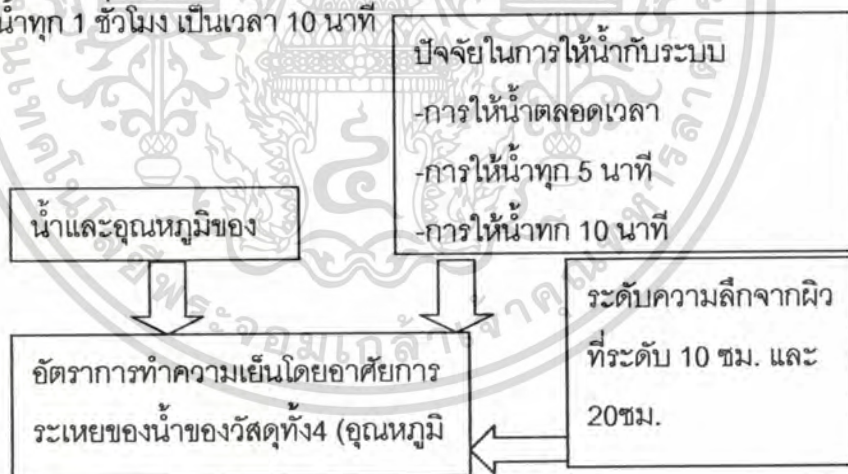 น้ำทุก 1 ชั่วโมง เป็นเวลา 10 นาที
ปัจจัยในการให้น้ำกับระบบ
-การให้น้ำตลอดเวลา
-การให้น้ำทุก 5 นาที
-การให้น้ำทุก 10 นาที
น้ำและอุณหภูมิของ
ระดับความลึกจากผิว
ที่ระดับ 10 ซม. และ
20ซม.
อัตราการทำความเย็นโดยอาศัยการ
ระเหยของน้ำของวัสดุทั้ง4 (อุณหภูมิ